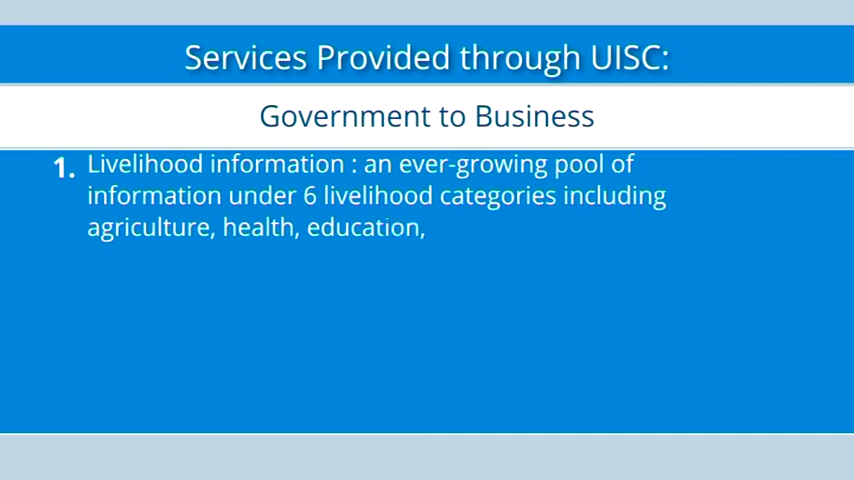 Services Provided through UISC:
Government to Business
1. Livelihood information : an ever-growing pool of
information under 6 livelihood categories including
agriculture, health, education,